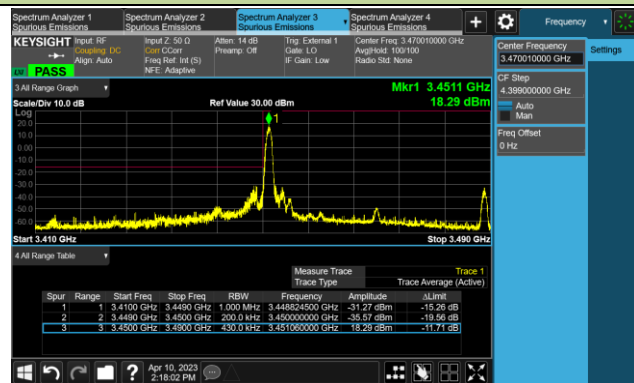 Spectrum Analyzer 1
Spurious Emissions
Spectrum Analyzer 2
Spurious Emissions
Spectrum Analyzer 3
Spurious Emissions
Spectrum Analyzer 4
Spurious Emissions
Frequency
KEYSIGHT
Input: RF
Coupling: DC
Align: Auto
Input Z: 50 Ω
Corr CCorr
Freq Ref: Int (S)
NFE: Adaptive
Atten: 14 dB
Preamp: Off
Trig: External 1
Gate: LO
IF Gain: Low
Center Freq: 3.470010000 GHz
Avg|Hold: 100/100
Radio Std: None
PASS
Center Frequency
3.470010000 GHz
Settings
CF Step
4.399000000 GHz
Auto
Man
Freq Offset
0 Hz
3 All Range Graph
Mkr1 3.4511 GHz
Scale/Div 10.0 dB
Ref Value 30.00 dBm
18.29 dBm
Log
1
20.0
10.0
0.00
-10.0
-20.0
-30.0
-40.0
-50.0
-60.0
Start 3.410 GHz
Stop 3.490 GHz
4 All Range Table
Measure Trace Trace 1
Trace Type Trace Average (Active)
Spur Range Start Freq Stop Freq RBW Frequency Amplitude ΔLimit
1 1 3.4100 GHz 3.4490 GHz 1.000 MHz 3.448824500 GHz -31.27 dBm -15.26 dB
2 2 3.4490 GHz 3.4500 GHz 200.0 kHz 3.450000000 GHz -35.57 dBm -19.56 dB
3 3 3.4500 GHz 3.4900 GHz 430.0 kHz 3.451060000 GHz 18.29 dBm -11.71 dB
Apr 10, 2023
2:18:02 PM